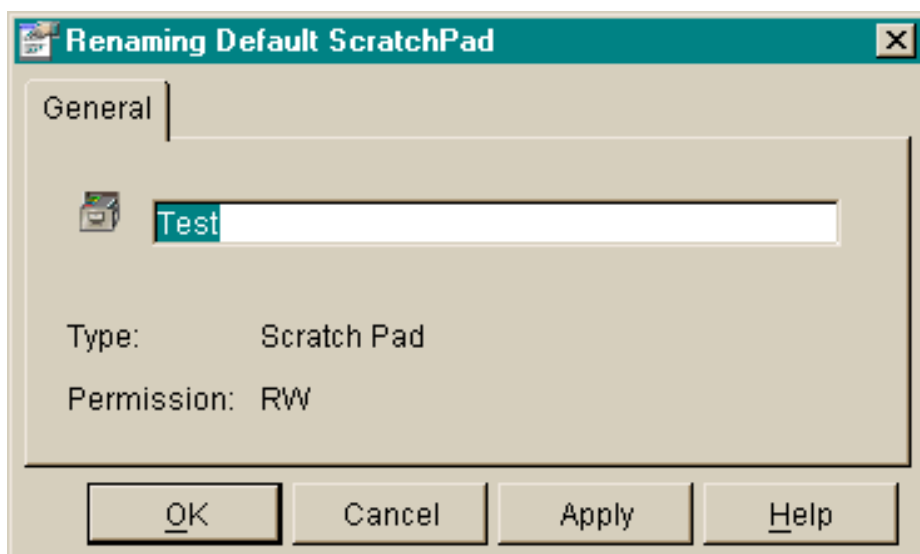 Renaming Default ScratchPad
General
Test
Type: Scratch Pad
Permission: RW
OK Cancel Apply Help